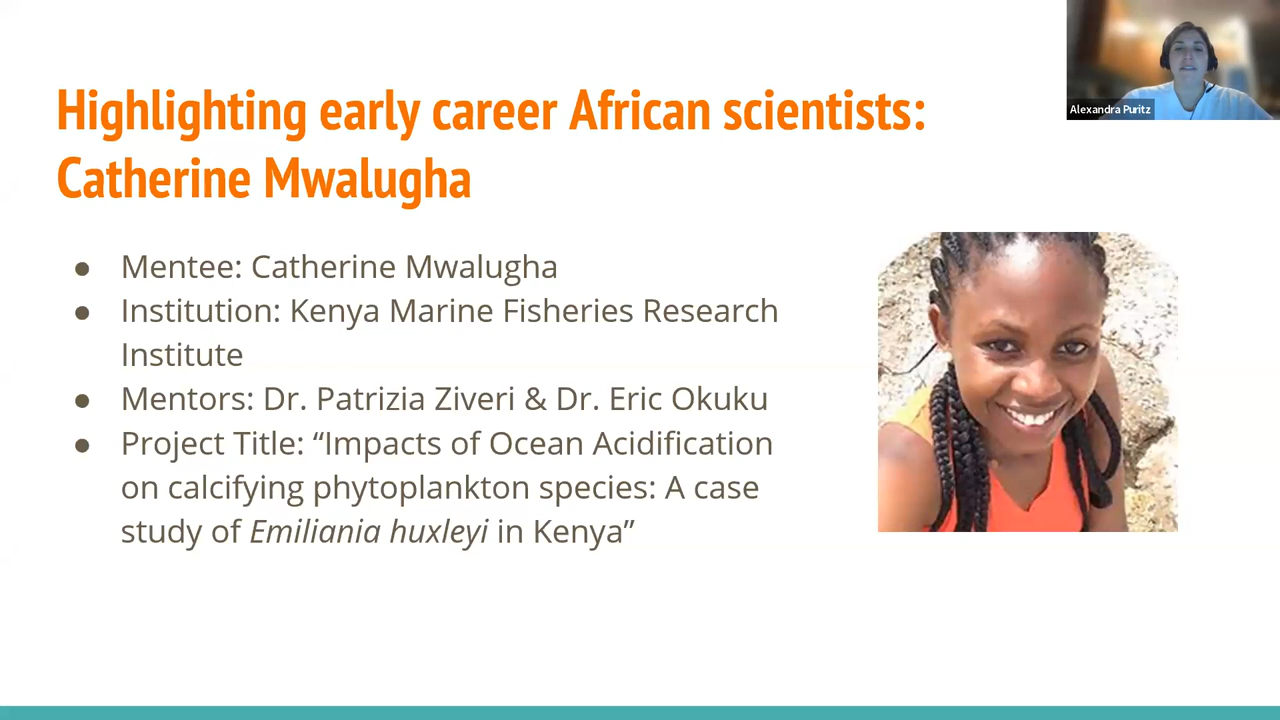 Alexandra Puritz
Highlighting early career African scientists:
Catherine Mwalugha
● Mentee: Catherine Mwalugha
● Institution: Kenya Marine Fisheries Research
Institute
● Mentors: Dr. Patrizia Ziveri & Dr. Eric Okuku
● Project Title: “Impacts of Ocean Acidification
on calcifying phytoplankton species: A case
study of Emiliania huxleyi in Kenya”